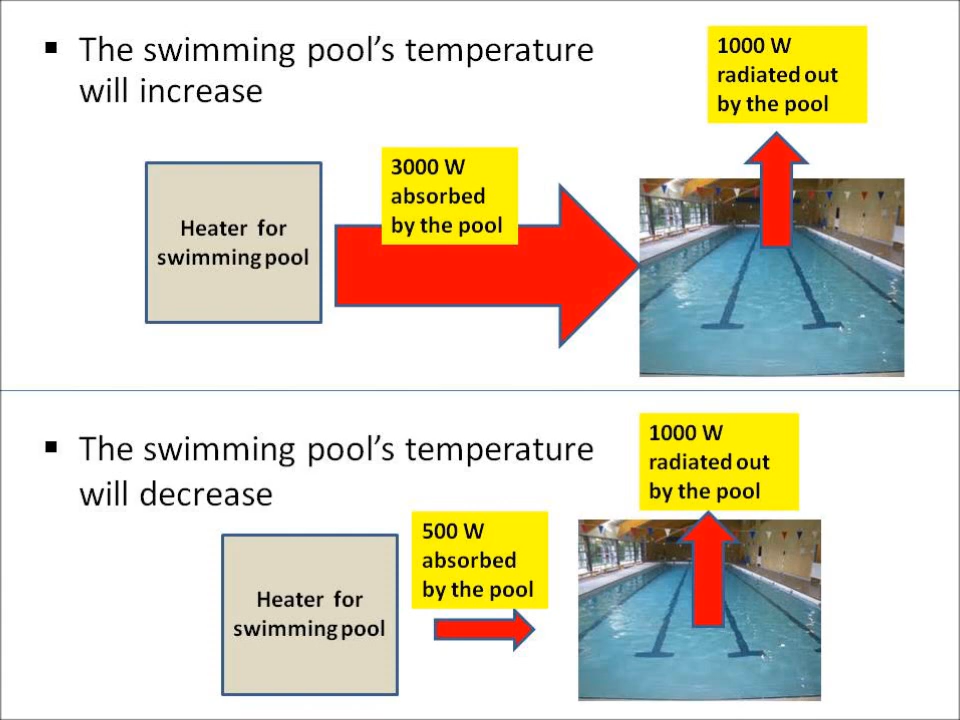 ▪ The swimming pool’s temperature
will increase
1000 W
radiated out
by the pool
3000 W
absorbed
by the pool
Heater for
swimming pool
▪ The swimming pool’s temperature
will decrease
1000 W
radiated out
by the pool
500 W
absorbed
by the pool
Heater for
swimming pool